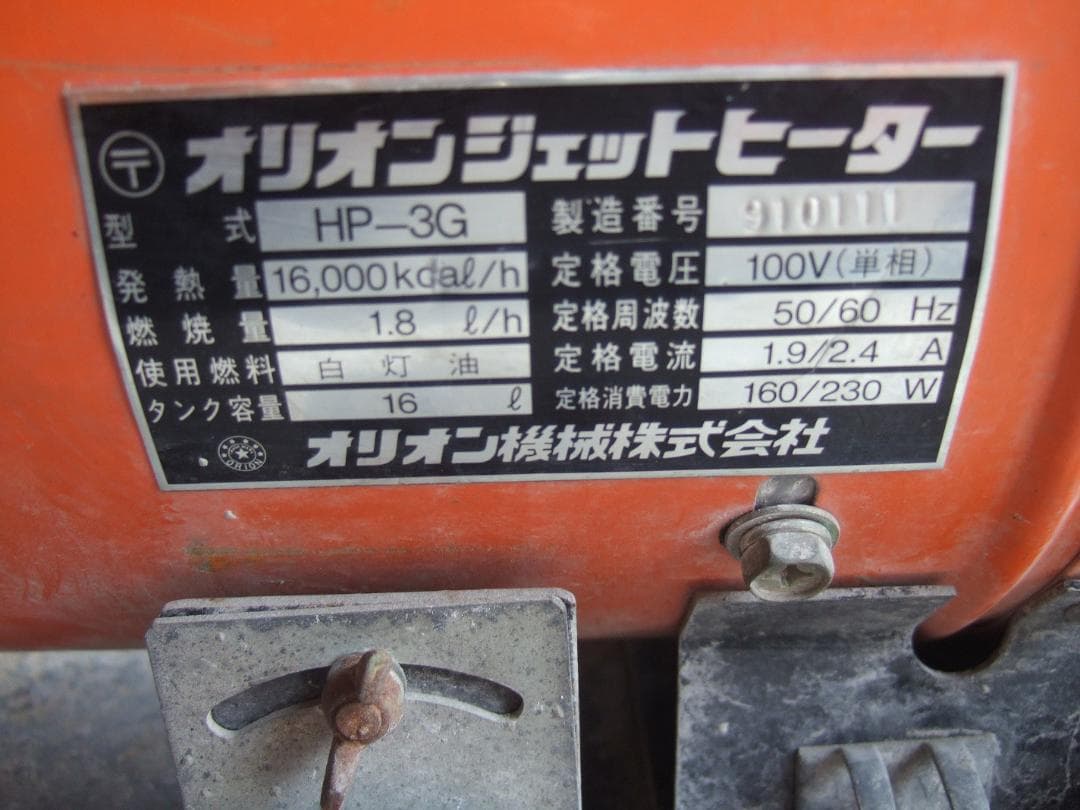 〒 オリオンジェットヒーター
型式 HP-3G 製造番号 910111
発熱量 16,000kcal/h 定格電圧 100V(単相)
燃焼量 1.8 ℓ/h 定格周波数 50/60 Hz
使用燃料 白灯油 定格電流 1.9/2.4 A
タンク容量 16 ℓ 定格消費電力 160/230 W
ORION オリオン機械株式会社